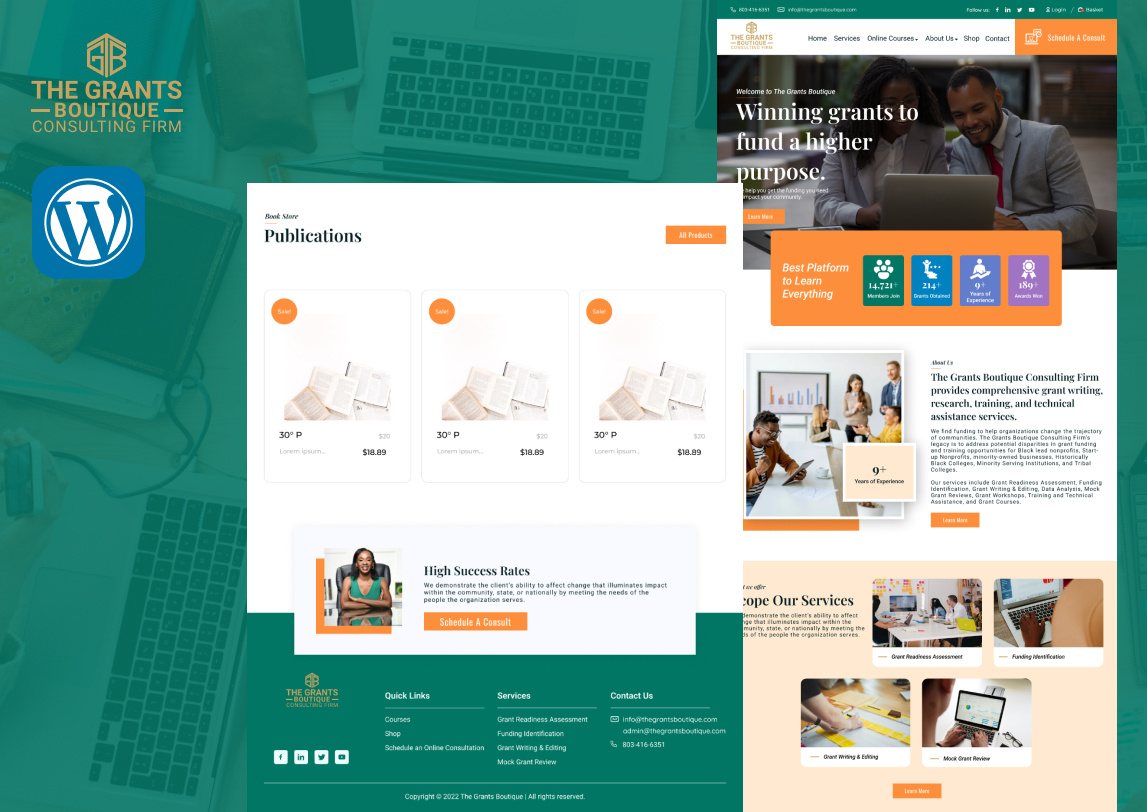 GB
THE GRANTS
BOUTIQUE
CONSULTING FIRM
W
803-416-6351
info@thegrantsboutique.com
Follow us:
Login / Basket
THE GRANTS
BOUTIQUE
CONSULTING FIRM
Home Services Online Courses About Us Shop Contact
Schedule A Consult
Welcome to The Grants Boutique
Winning grants to
fund a higher
purpose.
help you get the funding you need
impact your community.
Learn More
Best Platform
to Learn
Everything
14,721+
Members Join
214+
Grants Obtained
9+
Years of
Experience
189+
Awards Won
9+
Years of Experience
About Us
The Grants Boutique Consulting Firm
provides comprehensive grant writing,
research, training, and technical
assistance services.
We find funding to help organizations change the trajectory
of communities. The Grants Boutique Consulting Firm's
legacy is to address potential disparities in grant funding
and training opportunities for Black lead nonprofits, Start-
up Nonprofits, minority-owned businesses, Historically
Black Colleges, Minority Serving Institutions, and Tribal
Colleges.
Our services include Grant Readiness Assessment, Funding
Identification, Grant Writing & Editing, Data Analysis, Mock
Grant Reviews, Grant Workshops, Training and Technical
Assistance, and Grant Courses.
Learn More
we offer
cope Our Services
demonstrate the client's ability to affect
nge that illuminates impact within the
munity, state, or nationally by meeting the
ds of the people the organization serves.
Grant Readiness Assessment
Funding Identification
Grant Writing & Editing
Mock Grant Review
Learn More
Book Store
Publications
All Products
Sale!
Sale!
Sale!
30° P $20
Lorem ipsum... $18.89
30° P $20
Lorem ipsum... $18.89
30° P $20
Lorem ipsum... $18.89
High Success Rates
We demonstrate the client's ability to affect change that illuminates impact
within the community, state, or nationally by meeting the needs of the
people the organization serves.
Schedule A Consult
THE GRANTS
BOUTIQUE
CONSULTING FIRM
Quick Links
Courses
Shop
Schedule an Online Consultation
Services
Grant Readiness Assessment
Funding Identification
Grant Writing & Editing
Mock Grant Review
Contact Us
info@thegrantsboutique.com
admin@thegrantsboutique.com
803-416-6351
Copyright © 2022 The Grants Boutique | All rights reserved.